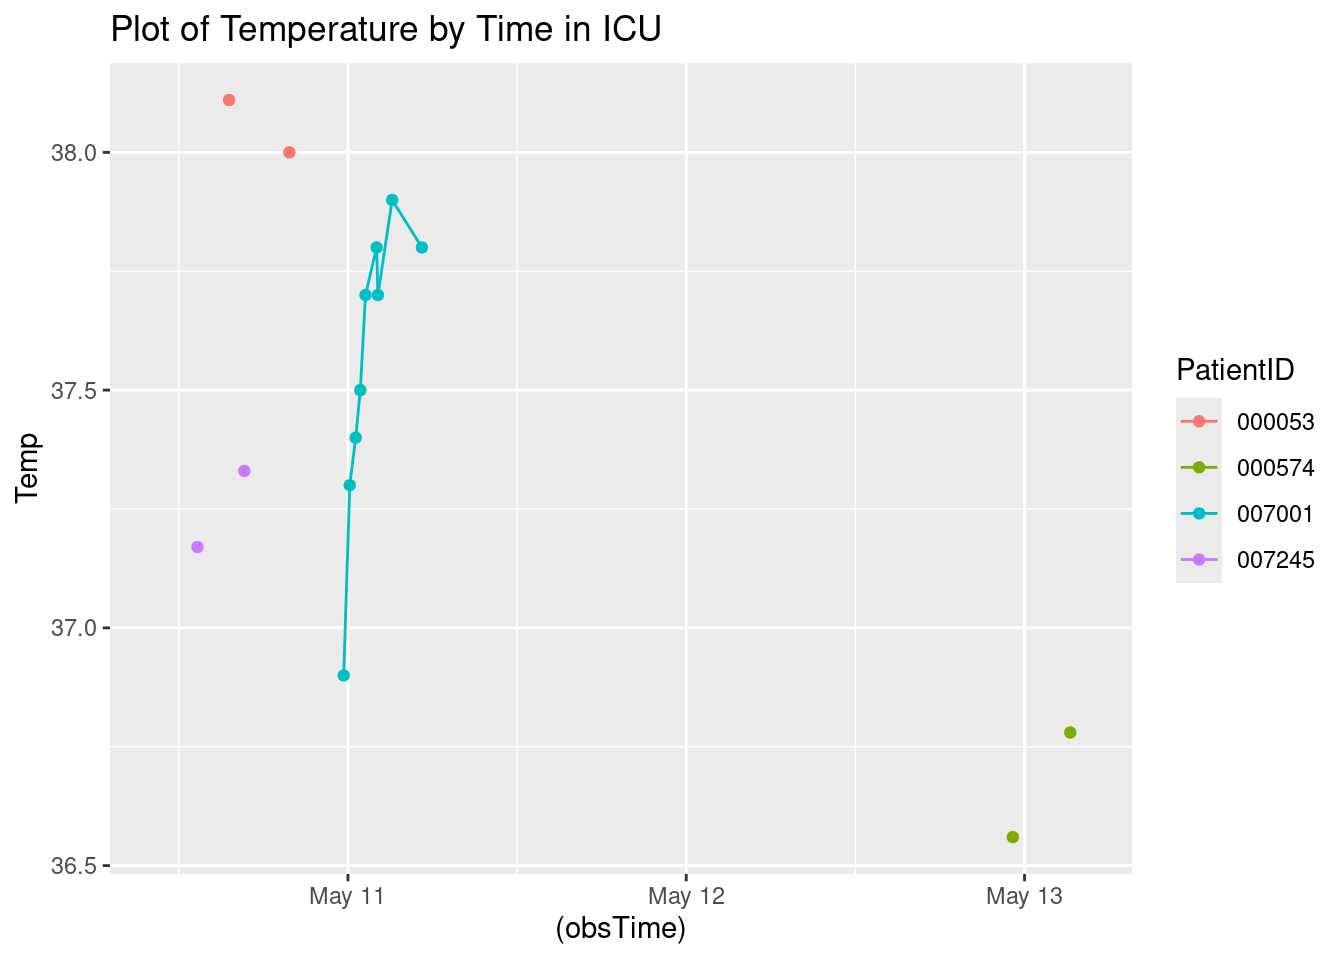 Plot of Temperature by Time in ICU
38.0
37.5
37.0
36.5
Temp
May 11
May 12
May 13
(obsTime)
PatientID
000053
000574
007001
007245